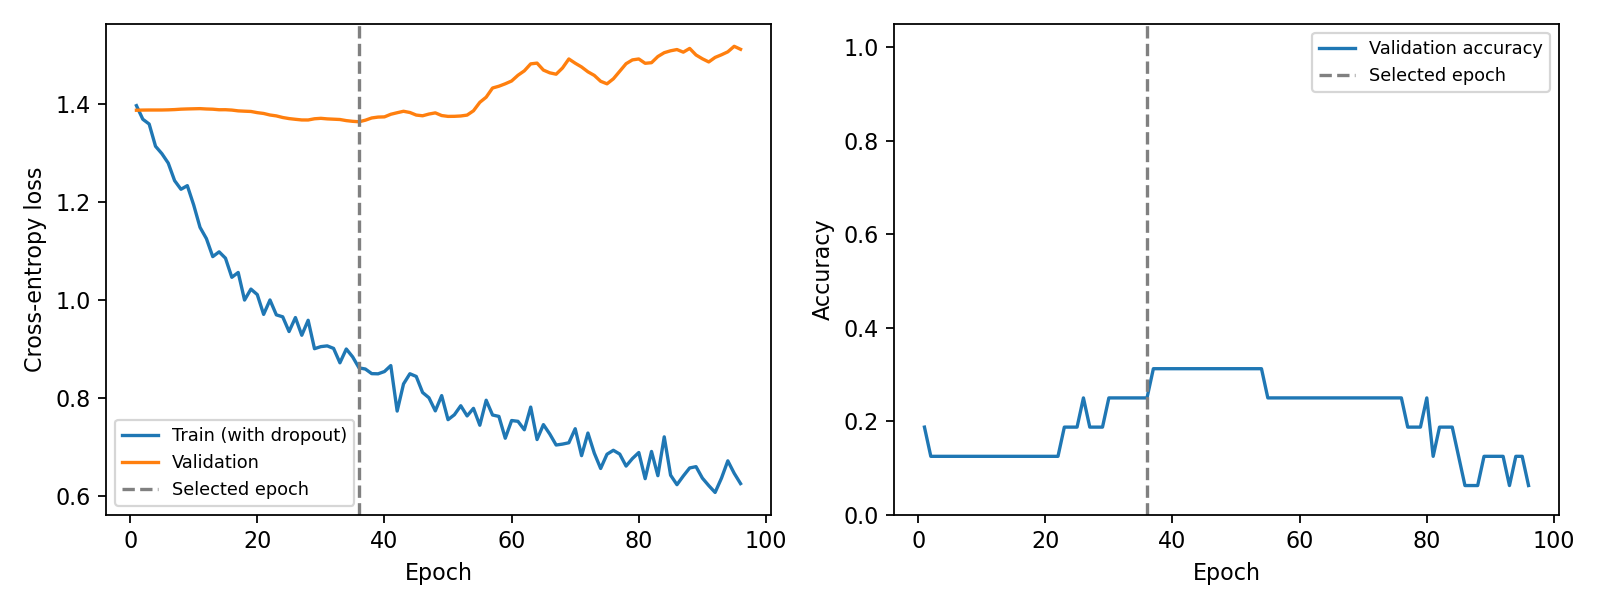 Cross-entropy loss
1.4
1.2
1.0
0.8
0.6
Train (with dropout)
Validation
Selected epoch
0 20 40 60 80 100
Epoch
Accuracy
1.0
0.8
0.6
0.4
0.2
0.0
Validation accuracy
Selected epoch
0 20 40 60 80 100
Epoch